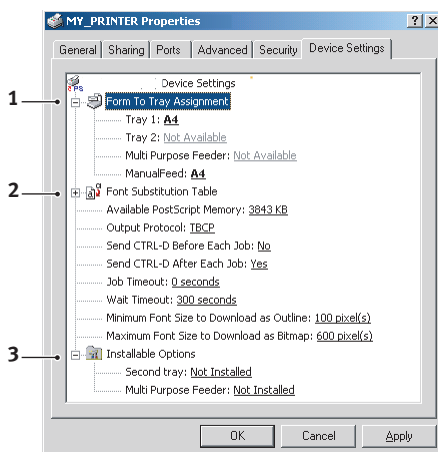 MY_PRINTER Properties
General Sharing Ports Advanced Security Device Settings
PS Device Settings
1 Form To Tray Assignment
Tray 1: A4
Tray 2: Not Available
Multi Purpose Feeder: Not Available
ManualFeed: A4
2 Font Substitution Table
Available PostScript Memory: 3843 KB
Output Protocol: TBCP
Send CTRL-D Before Each Job: No
Send CTRL-D After Each Job: Yes
Job Timeout: 0 seconds
Wait Timeout: 300 seconds
Minimum Font Size to Download as Outline: 100 pixel(s)
Maximum Font Size to Download as Bitmap: 600 pixel(s)
3 Installable Options
Second tray: Not Installed
Multi Purpose Feeder: Not Installed
OK Cancel Apply